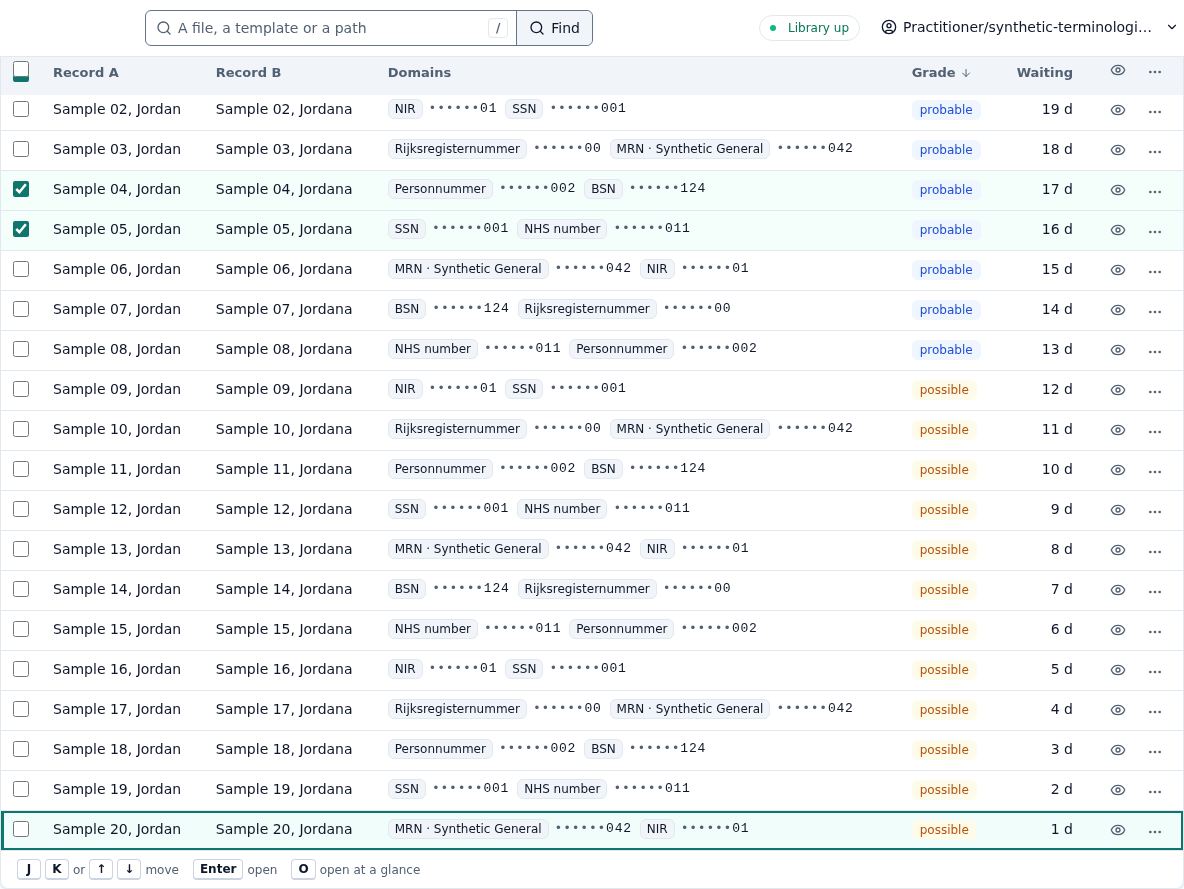 A file, a template or a path / Find Library up Practitioner/synthetic-terminologi…
Record A Record B Domains Grade ↓ Waiting …
Sample 02, Jordan Sample 02, Jordana NIR ••••••01 SSN ••••••001 probable 19 d …
Sample 03, Jordan Sample 03, Jordana Rijksregisternummer ••••••00 MRN · Synthetic General ••••••042 probable 18 d …
Sample 04, Jordan Sample 04, Jordana Personnummer ••••••002 BSN ••••••124 probable 17 d …
Sample 05, Jordan Sample 05, Jordana SSN ••••••001 NHS number ••••••011 probable 16 d …
Sample 06, Jordan Sample 06, Jordana MRN · Synthetic General ••••••042 NIR ••••••01 probable 15 d …
Sample 07, Jordan Sample 07, Jordana BSN ••••••124 Rijksregisternummer ••••••00 probable 14 d …
Sample 08, Jordan Sample 08, Jordana NHS number ••••••011 Personnummer ••••••002 probable 13 d …
Sample 09, Jordan Sample 09, Jordana NIR ••••••01 SSN ••••••001 possible 12 d …
Sample 10, Jordan Sample 10, Jordana Rijksregisternummer ••••••00 MRN · Synthetic General ••••••042 possible 11 d …
Sample 11, Jordan Sample 11, Jordana Personnummer ••••••002 BSN ••••••124 possible 10 d …
Sample 12, Jordan Sample 12, Jordana SSN ••••••001 NHS number ••••••011 possible 9 d …
Sample 13, Jordan Sample 13, Jordana MRN · Synthetic General ••••••042 NIR ••••••01 possible 8 d …
Sample 14, Jordan Sample 14, Jordana BSN ••••••124 Rijksregisternummer ••••••00 possible 7 d …
Sample 15, Jordan Sample 15, Jordana NHS number ••••••011 Personnummer ••••••002 possible 6 d …
Sample 16, Jordan Sample 16, Jordana NIR ••••••01 SSN ••••••001 possible 5 d …
Sample 17, Jordan Sample 17, Jordana Rijksregisternummer ••••••00 MRN · Synthetic General ••••••042 possible 4 d …
Sample 18, Jordan Sample 18, Jordana Personnummer ••••••002 BSN ••••••124 possible 3 d …
Sample 19, Jordan Sample 19, Jordana SSN ••••••001 NHS number ••••••011 possible 2 d …
Sample 20, Jordan Sample 20, Jordana MRN · Synthetic General ••••••042 NIR ••••••01 possible 1 d …
J K or ↑ ↓ move Enter open O open at a glance